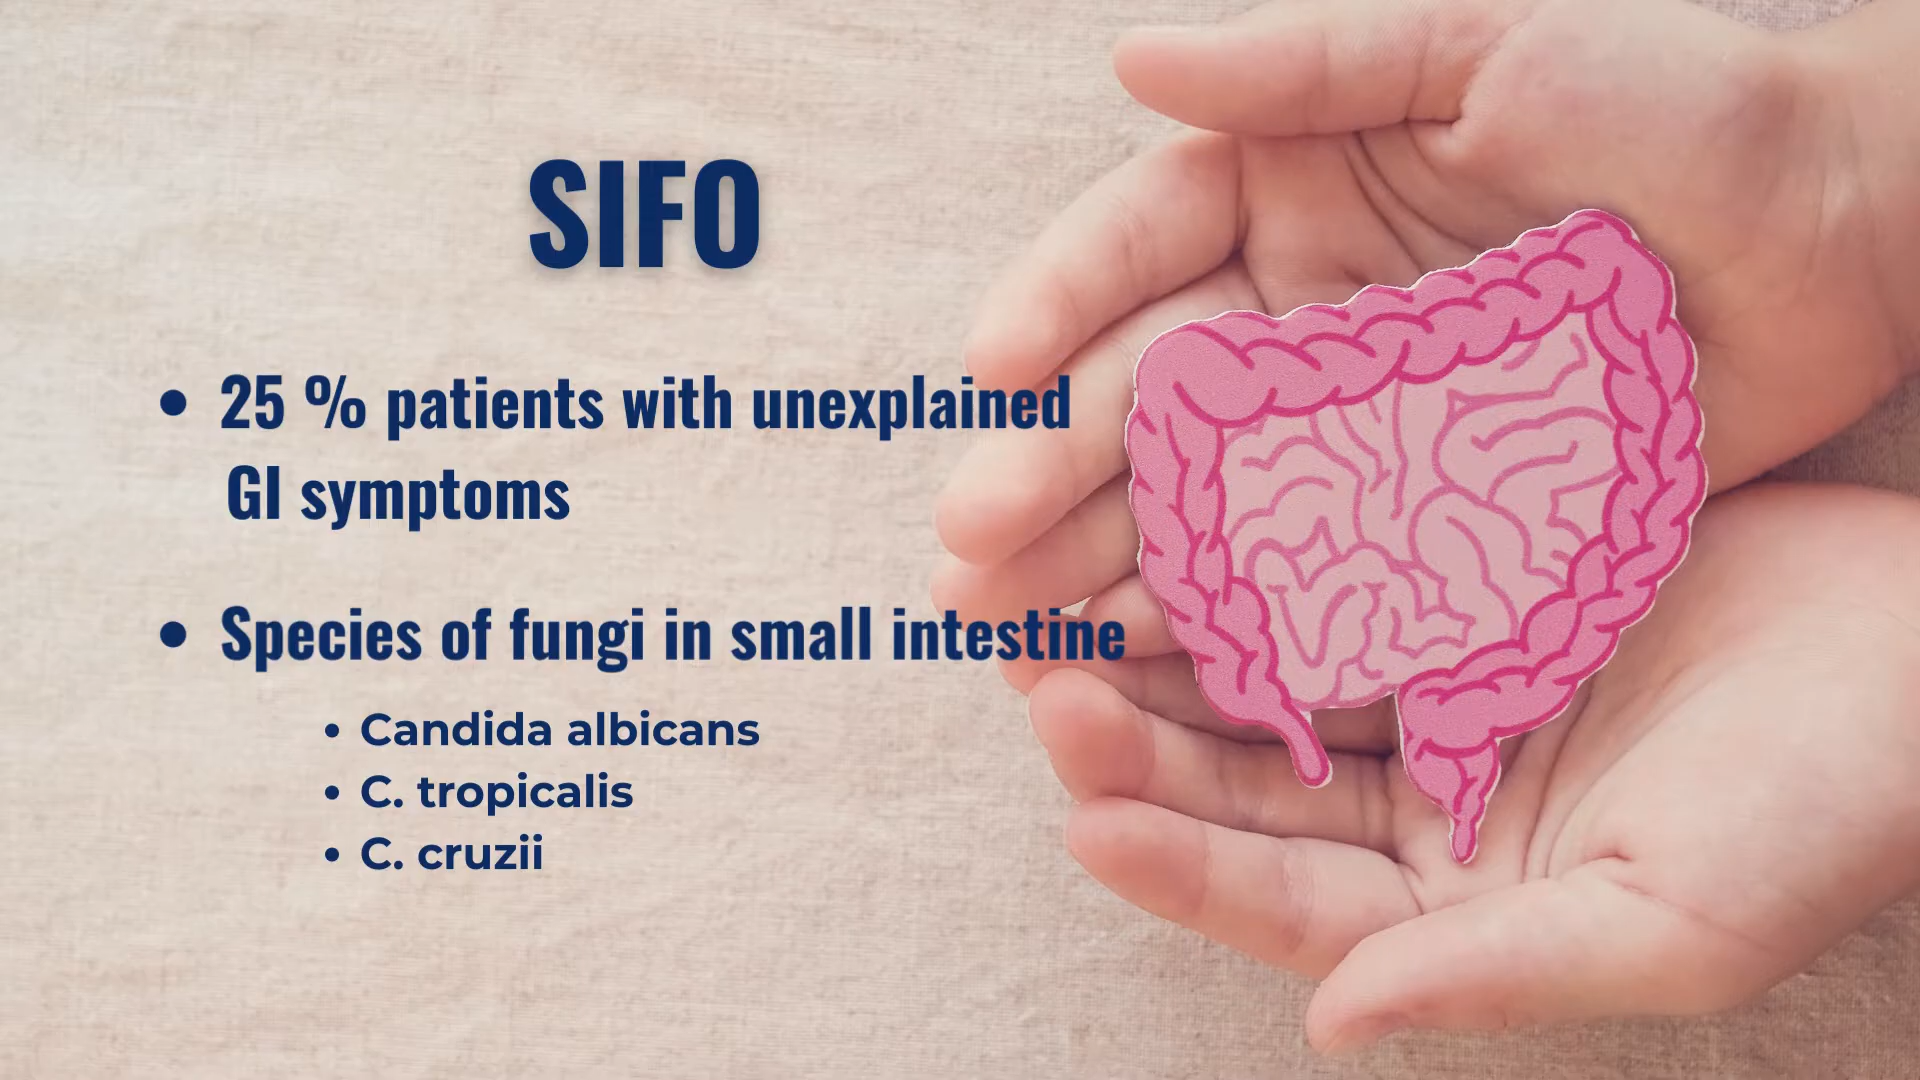 SIFO
• 25 % patients with unexplained
GI symptoms
• Species of fungi in small intestine
• Candida albicans
• C. tropicalis
• C. cruzii